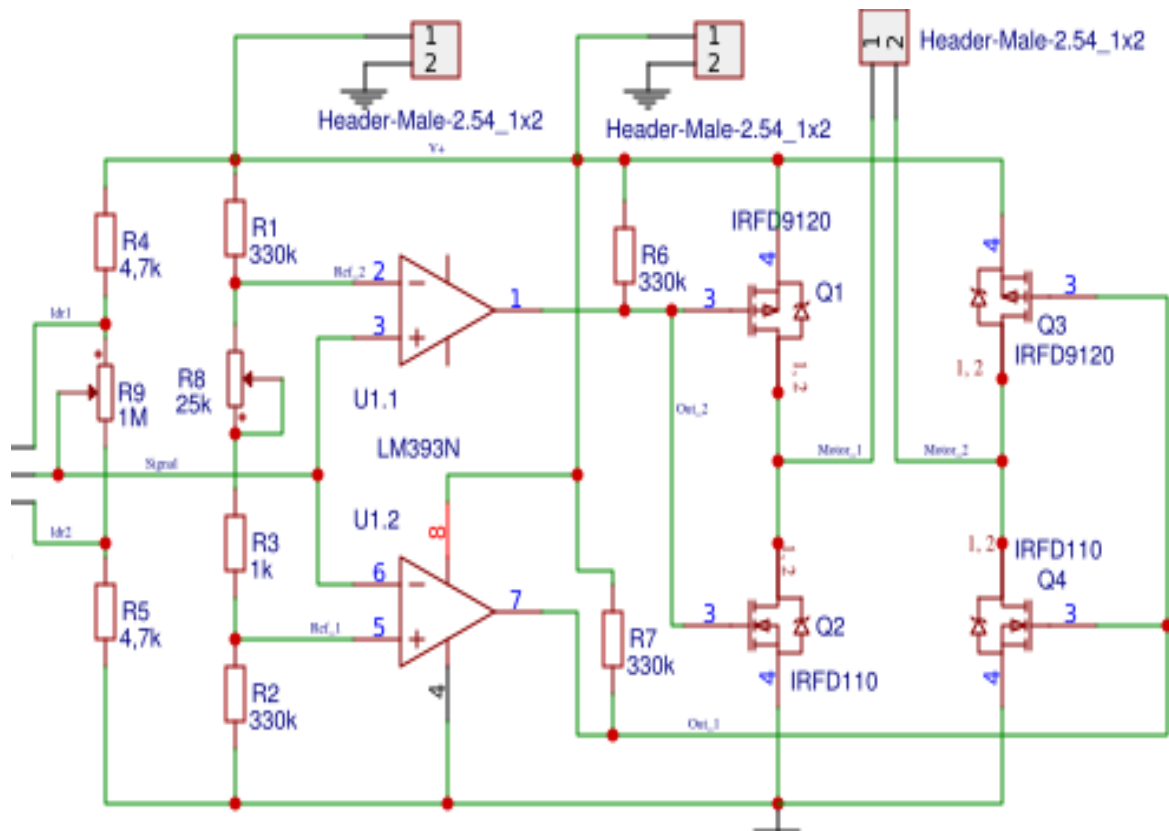 1
2
Header-Male-2.54_1x2
1
2
Header-Male-2.54_1x2
1
2
Header-Male-2.54_1x2
V+
R4
4,7k
R1
330k
Ref_2
2
3
1
R6
330k
IRFD9120
4
3
Q1
1, 2
4
3
Q3
IRFD9120
1, 2
ldr1
R9
1M
R8
25k
U1.1
LM393N
Out_2
Signal
Motor_1
Motor_2
U1.2
8
ldr2
R3
1k
6
5
7
4
Ref_1
R5
4,7k
R2
330k
R7
330k
1, 2
3
Q2
4
IRFD110
1, 2
IRFD110
Q4
3
4
Out_1